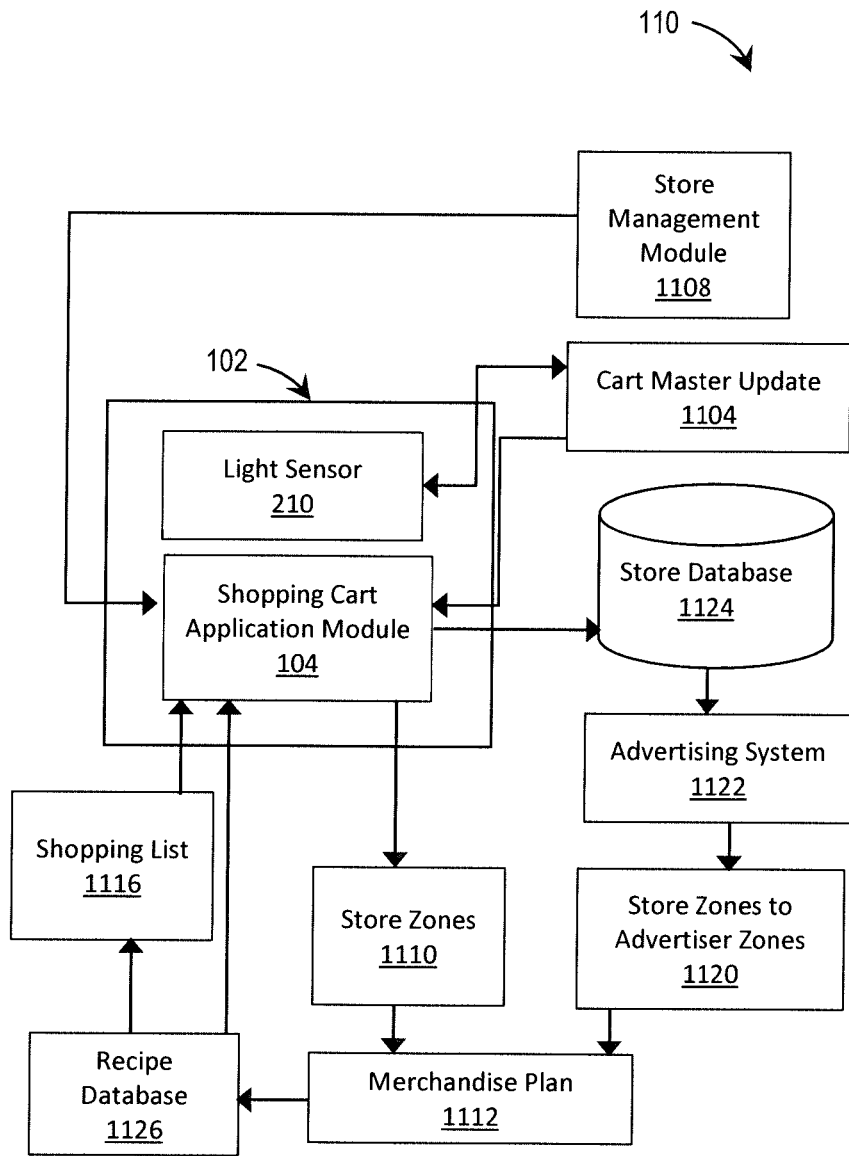 110
Store
Management
Module
1108
102
Cart Master Update
1104
Light Sensor
210
Store Database
1124
Shopping Cart
Application Module
104
Advertising System
1122
Shopping List
1116
Store Zones
1110
Store Zones to
Advertiser Zones
1120
Recipe
Database
1126
Merchandise Plan
1112